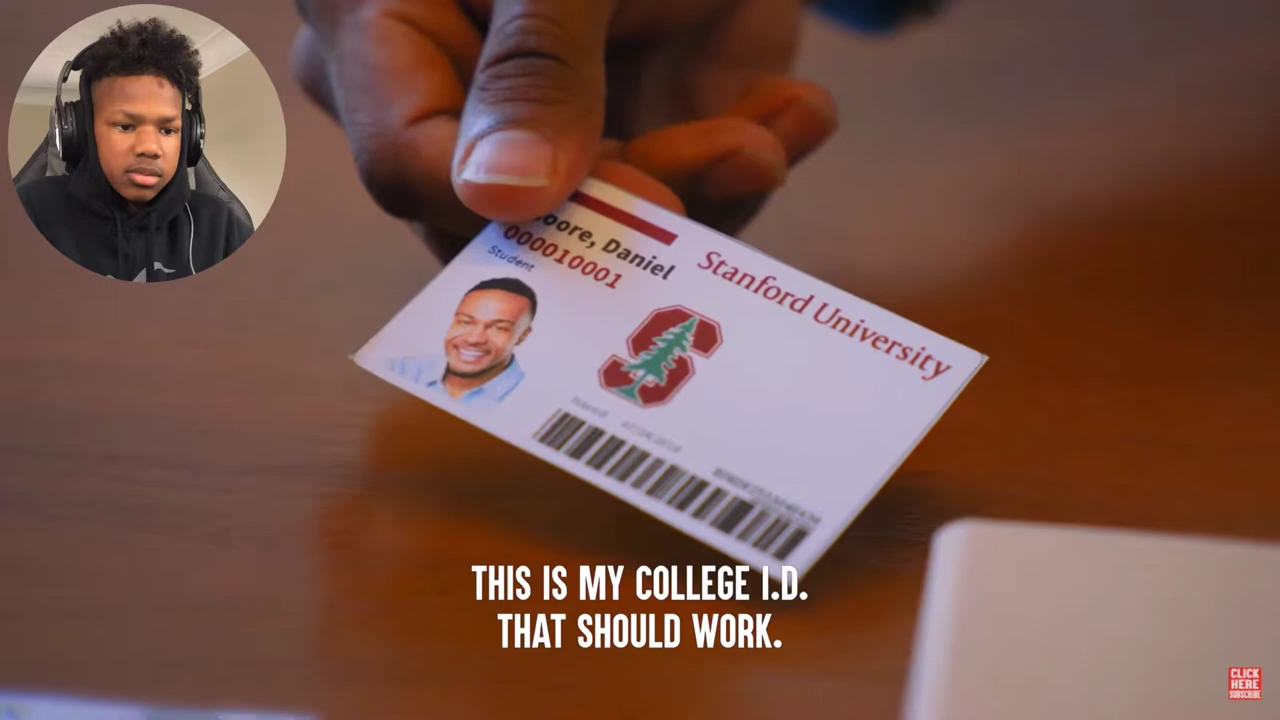 oore, Daniel
000010001
Student
Stanford University
THIS IS MY COLLEGE I.D.
THAT SHOULD WORK.
CLICK
HERE
SUBSCRIBE